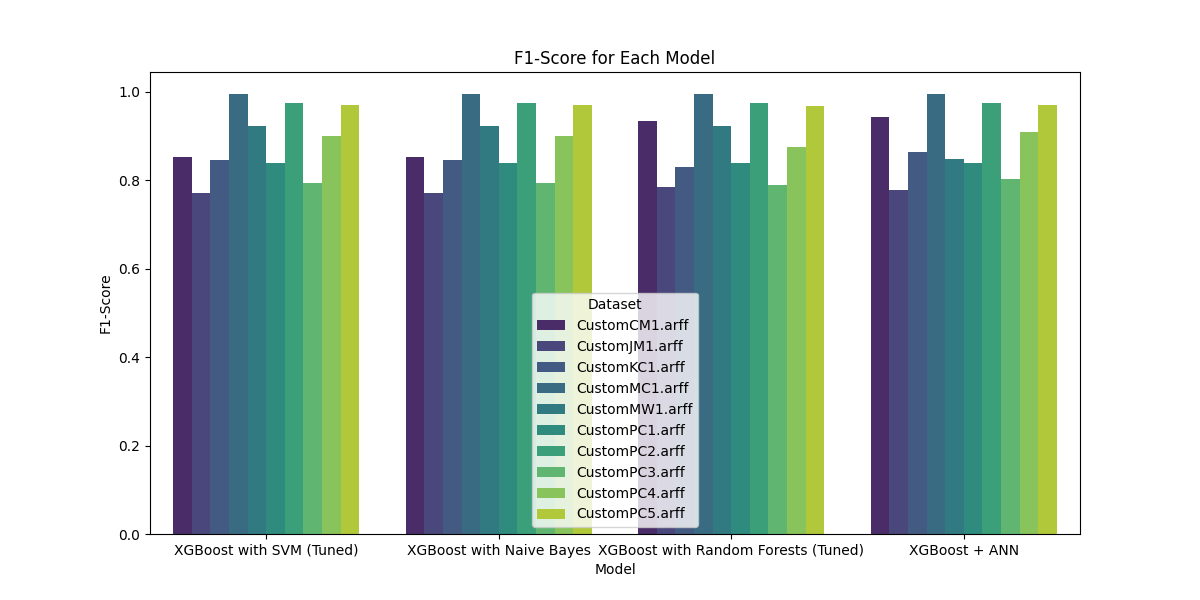 F1-Score for Each Model
F1-Score
1.0
0.8
0.6
0.4
0.2
0.0
Dataset
CustomCM1.arff
CustomJM1.arff
CustomKC1.arff
CustomMC1.arff
CustomMW1.arff
CustomPC1.arff
CustomPC2.arff
CustomPC3.arff
CustomPC4.arff
CustomPC5.arff
XGBoost with SVM (Tuned) XGBoost with Naive Bayes XGBoost with Random Forests (Tuned) XGBoost + ANN
Model